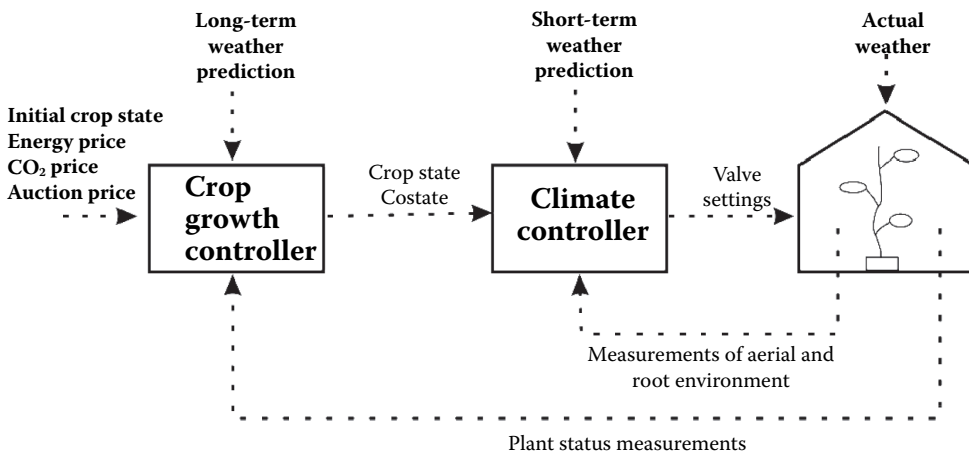 Long-term
weather
prediction
Short-term
weather
prediction
Actual
weather
Initial crop state
Energy price
CO₂ price
Auction price
Crop
growth
controller
Crop state
Costate
Climate
controller
Valve
settings
Measurements of aerial and
root environment
Plant status measurements